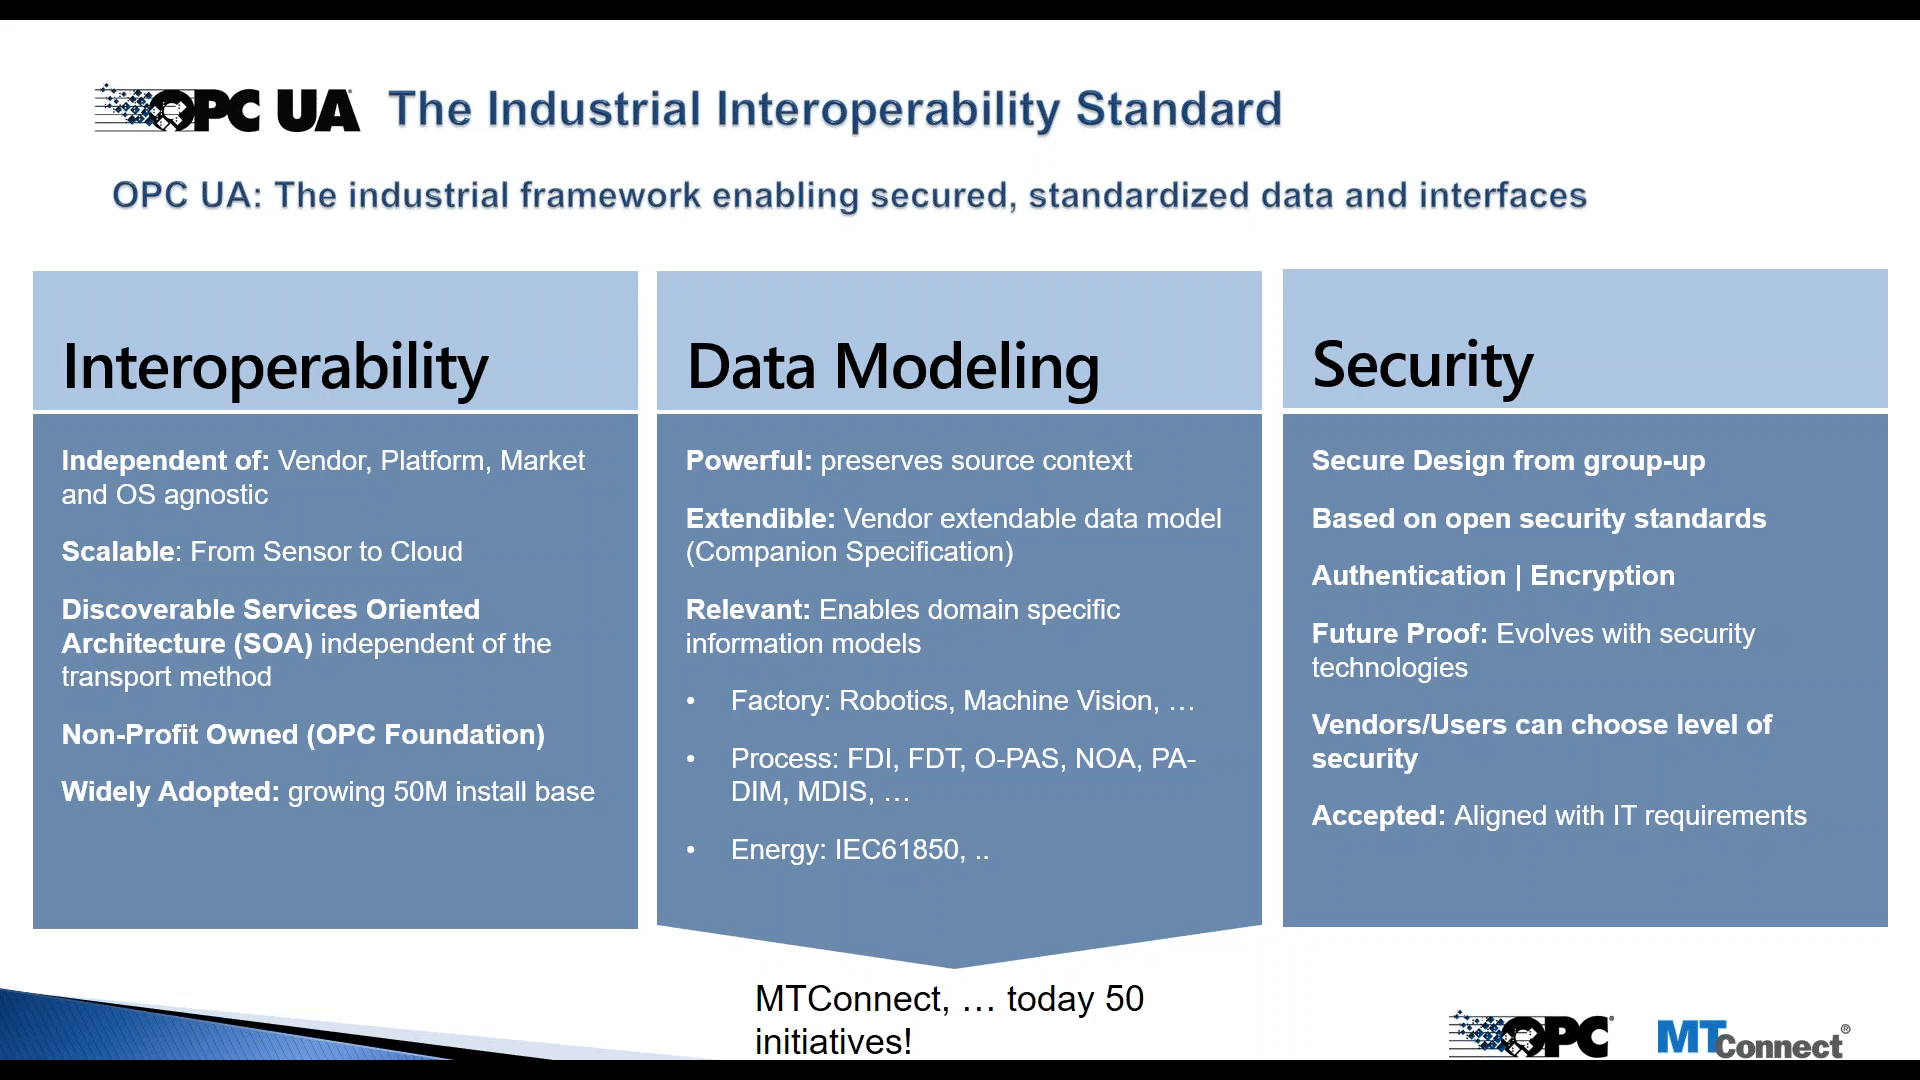 OPC UA The Industrial Interoperability Standard
OPC UA: The industrial framework enabling secured, standardized data and interfaces
Interoperability
Independent of: Vendor, Platform, Market
and OS agnostic
Scalable: From Sensor to Cloud
Discoverable Services Oriented
Architecture (SOA) independent of the
transport method
Non-Profit Owned (OPC Foundation)
Widely Adopted: growing 50M install base
Data Modeling
Powerful: preserves source context
Extendible: Vendor extendable data model
(Companion Specification)
Relevant: Enables domain specific
information models
• Factory: Robotics, Machine Vision, …
• Process: FDI, FDT, O-PAS, NOA, PA-
DIM, MDIS, …
• Energy: IEC61850, ..
MTConnect, … today 50
initiatives!
Security
Secure Design from group-up
Based on open security standards
Authentication | Encryption
Future Proof: Evolves with security
technologies
Vendors/Users can choose level of
security
Accepted: Aligned with IT requirements
OPC®
MTConnect®